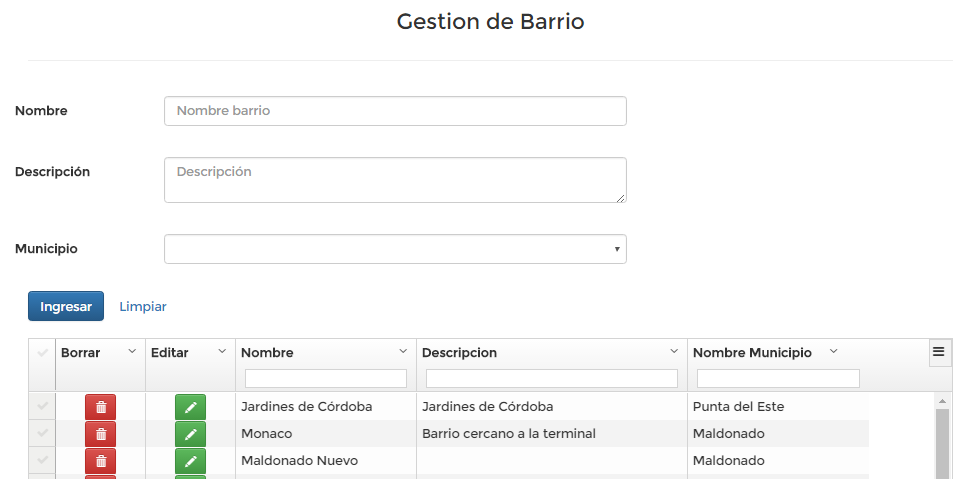 Gestion de Barrio
Nombre
Nombre barrio
Descripción
Descripción
Municipio
Ingresar Limpiar
Borrar Editar Nombre Descripcion Nombre Municipio
Jardines de Córdoba Jardines de Córdoba Punta del Este
Monaco Barrio cercano a la terminal Maldonado
Maldonado Nuevo Maldonado